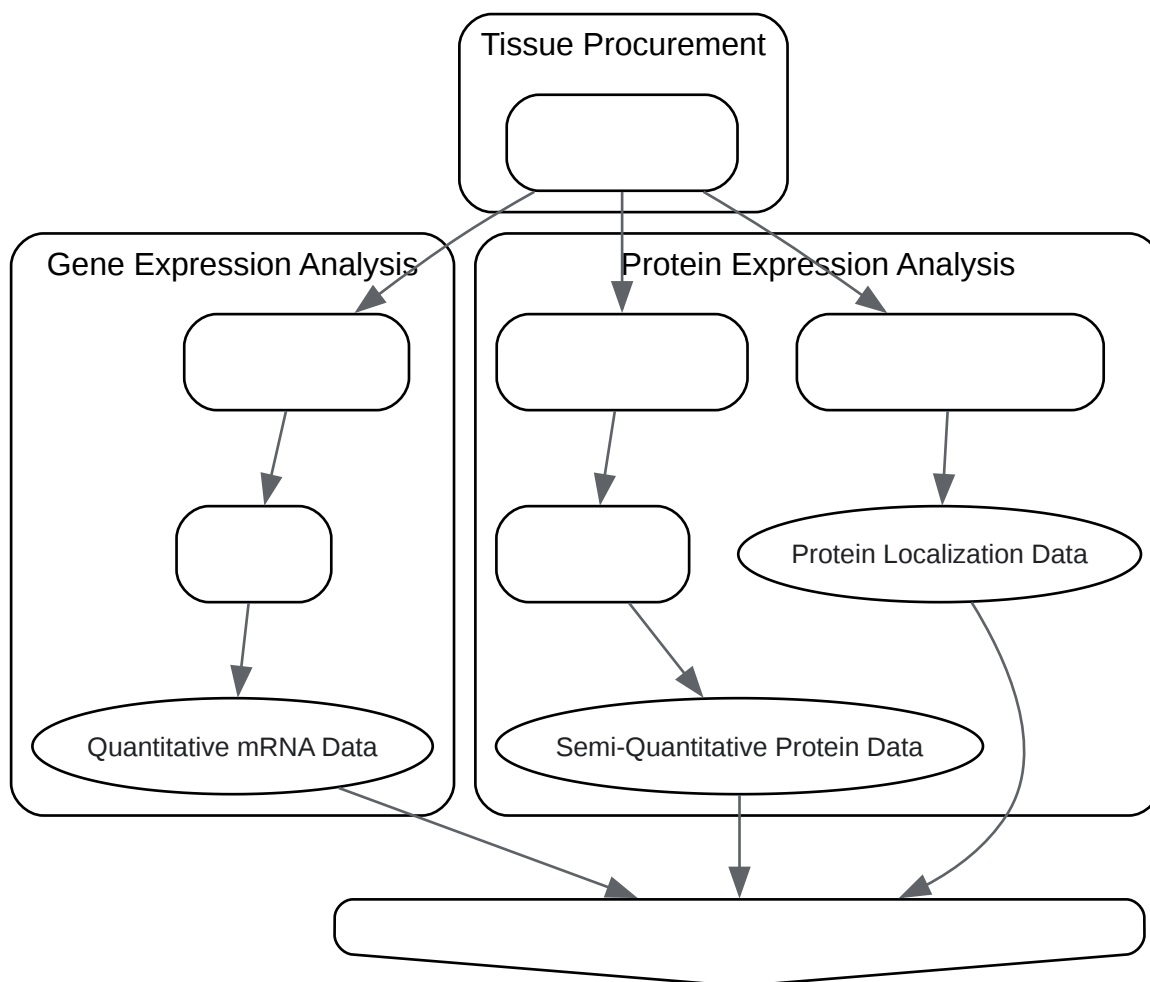 Tissue Procurement
Gene Expression Analysis
Protein Expression Analysis
Protein Localization Data
Quantitative mRNA Data
Semi-Quantitative Protein Data